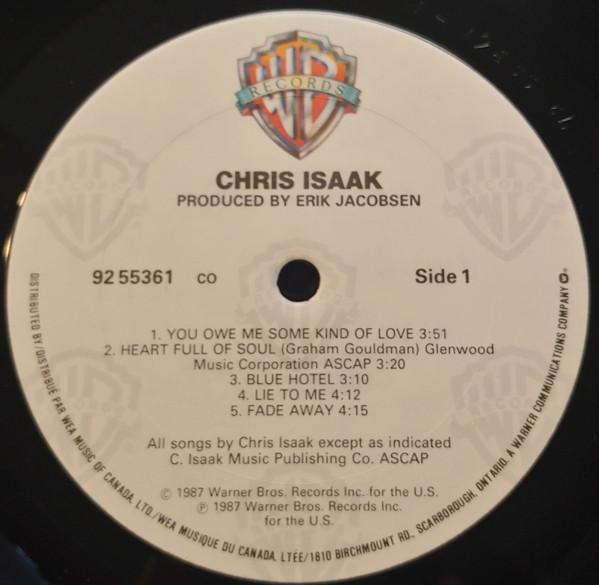 WB
RECORDS
CHRIS ISAAK
PRODUCED BY ERIK JACOBSEN
92 55361 CO
Side 1
1. YOU OWE ME SOME KIND OF LOVE 3:51
2. HEART FULL OF SOUL (Graham Gouldman) Glenwood
Music Corporation ASCAP 3:20
3. BLUE HOTEL 3:10
4. LIE TO ME 4:12
5. FADE AWAY 4:15
All songs by Chris Isaak except as indicated
C. Isaak Music Publishing Co. ASCAP
© 1987 Warner Bros. Records Inc. for the U.S.
℗ 1987 Warner Bros. Records Inc.
for the U.S.
DISTRIBUTED BY/DISTRIBUÉ PAR WEA MUSIC OF CANADA, LTD./WEA MUSIQUE DU CANADA, LTÉE/1810 BIRCHMOUNT RD., SCARBOROUGH, ONTARIO, A WARNER COMMUNICATIONS COMPANY